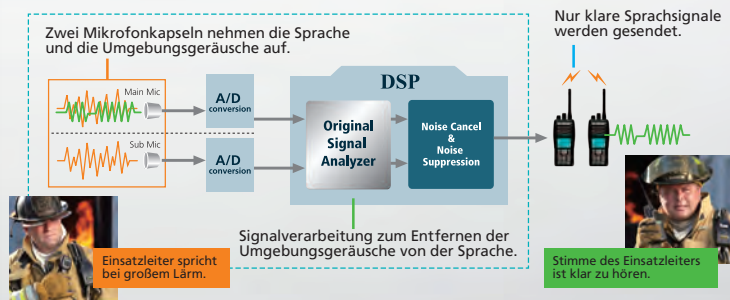 Zwei Mikrofonkapseln nehmen die Sprache
und die Umgebungsgeräusche auf.
Nur klare Sprachsignale
werden gesendet.
Main Mic
A/D
conversion
Sub Mic
A/D
conversion
DSP
Original
Signal
Analyzer
Noise Cancel
&
Noise
Suppression
Signalverarbeitung zum Entfernen der
Umgebungsgeräusche von der Sprache.
Einsatzleiter spricht
bei großem Lärm.
Stimme des Einsatzleiters
ist klar zu hören.